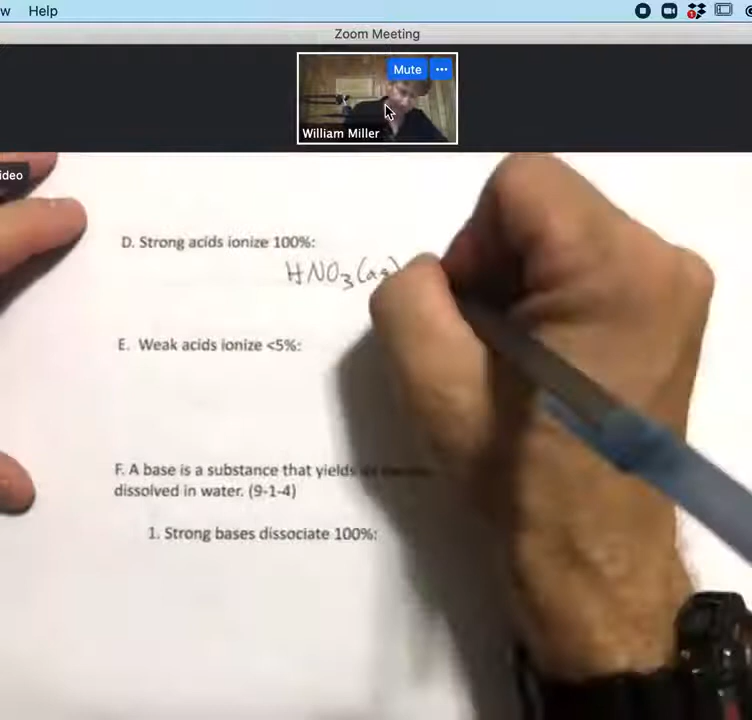 w Help
Zoom Meeting
Mute ...
William Miller
ideo
D. Strong acids ionize 100%:
HNO₃(aq)
E. Weak acids ionize <5%:
F. A base is a substance that yields
dissolved in water. (9-1-4)
1. Strong bases dissociate 100%: